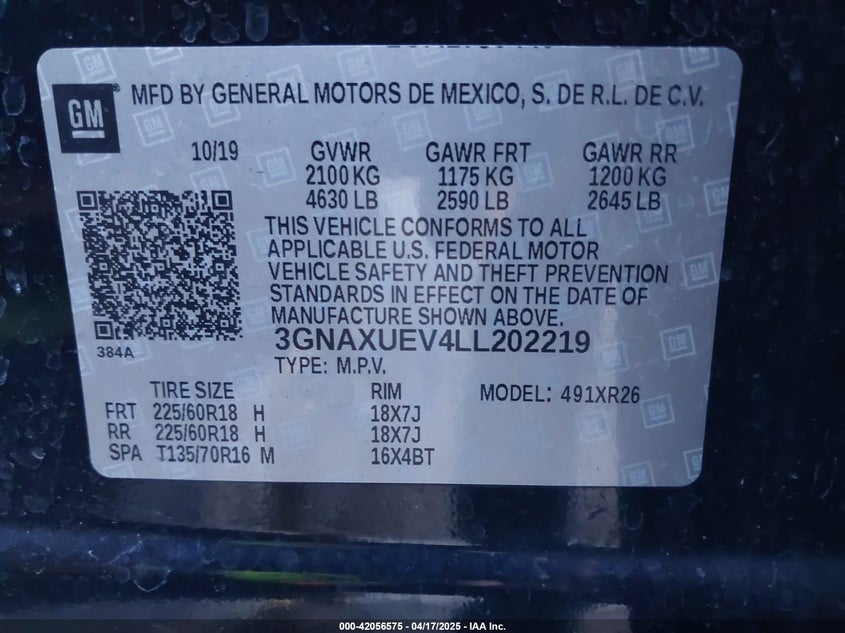 GM
MFD BY GENERAL MOTORS DE MEXICO, S. DE R.L. DE C.V.
10/19 GVWR GAWR FRT GAWR RR
2100 KG 1175 KG 1200 KG
4630 LB 2590 LB 2645 LB
THIS VEHICLE CONFORMS TO ALL
APPLICABLE U.S. FEDERAL MOTOR
VEHICLE SAFETY AND THEFT PREVENTION
STANDARDS IN EFFECT ON THE DATE OF
MANUFACTURE SHOWN ABOVE.
384A
3GNAXUEV4LL202219
TYPE: M.P.V.
TIRE SIZE RIM MODEL: 491XR26
FRT 225/60R18 H 18X7J
RR 225/60R18 H 18X7J
SPA T135/70R16 M 16X4BT
000-42056575 - 04/17/2025 - IAA Inc.